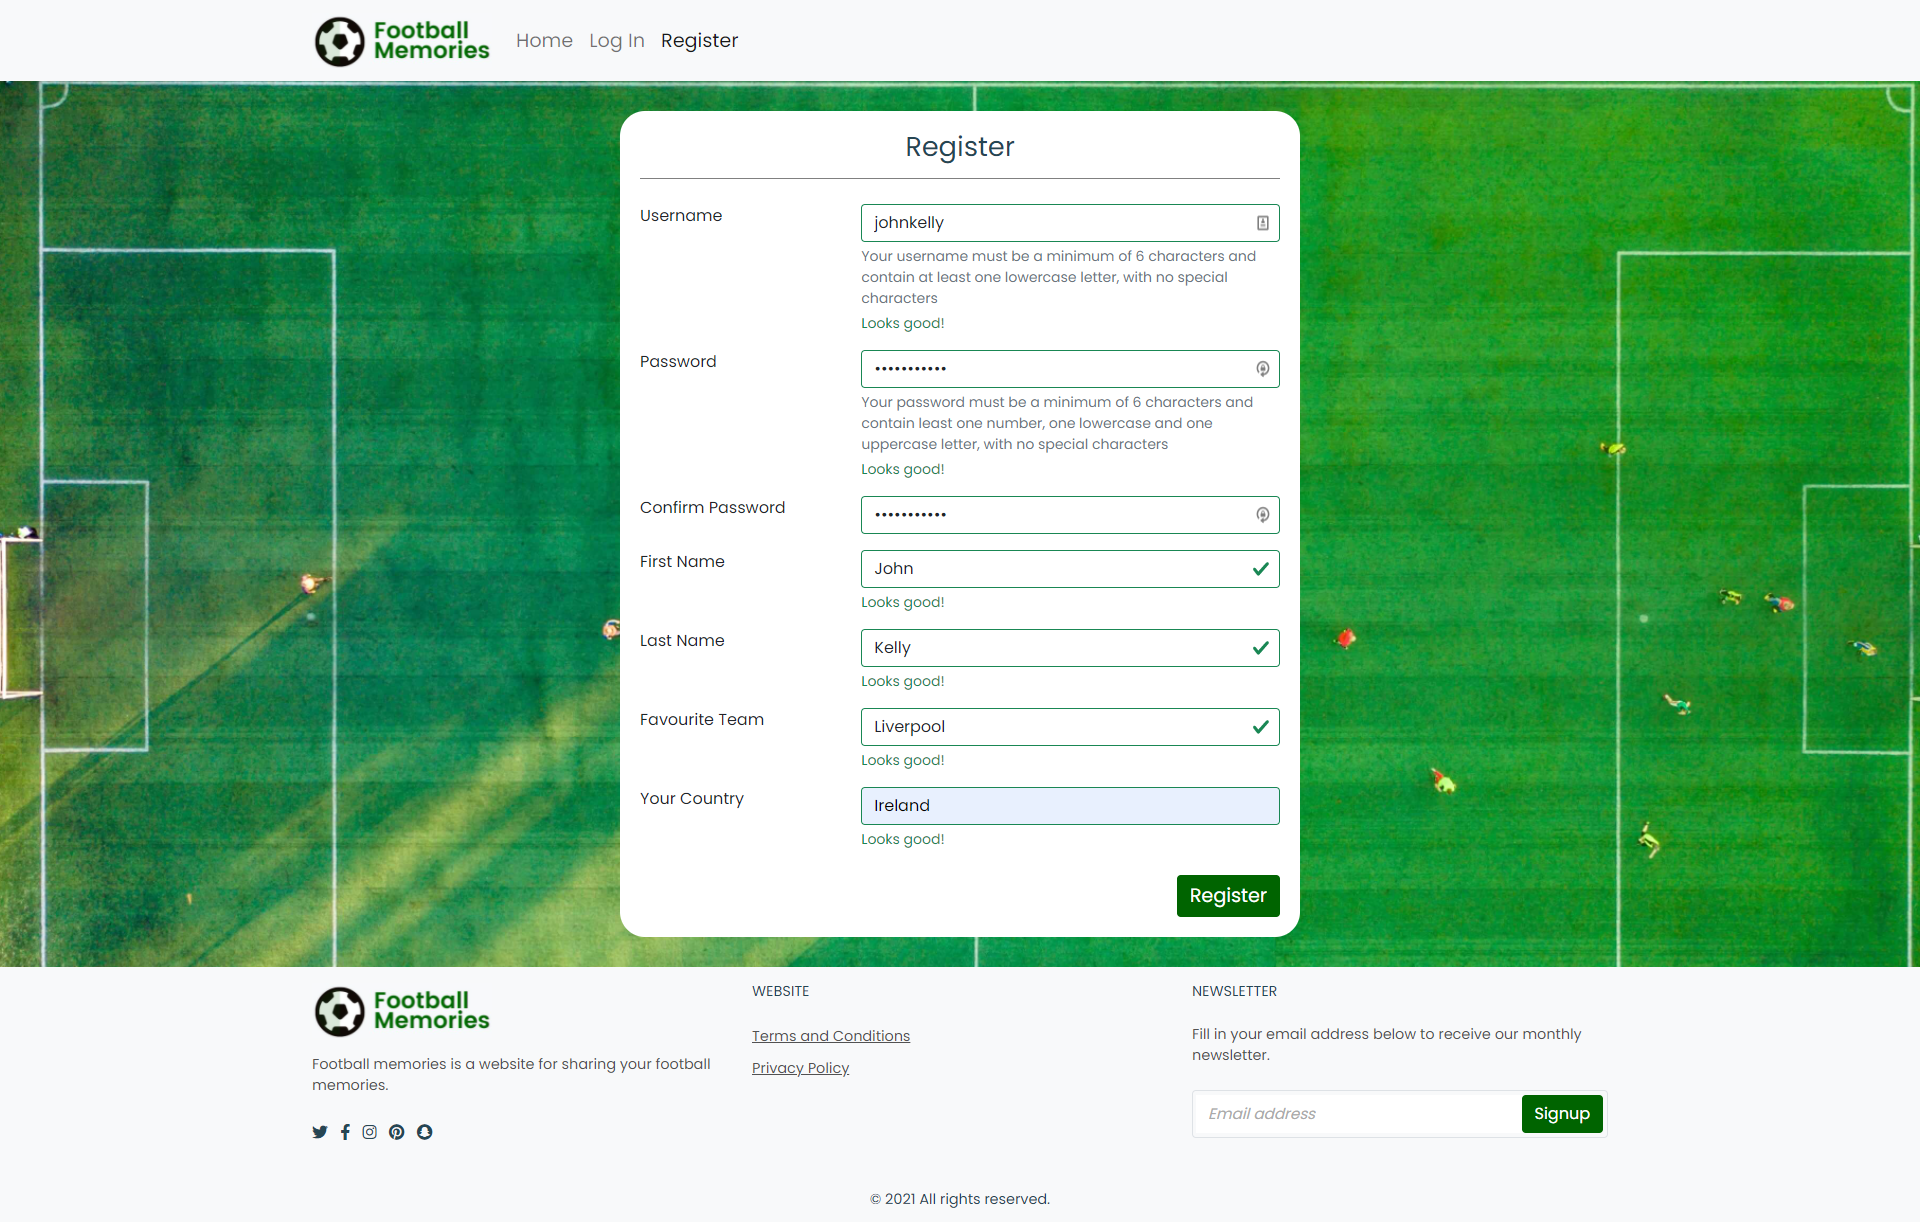 Football
Memories
Home
Log In
Register
Register
Username
johnkelly
Your username must be a minimum of 6 characters and
contain at least one lowercase letter, with no special
characters
Looks good!
Password
•••••••••••
Your password must be a minimum of 6 characters and
contain least one number, one lowercase and one
uppercase letter, with no special characters
Looks good!
Confirm Password
•••••••••••
First Name
John
Looks good!
Last Name
Kelly
Looks good!
Favourite Team
Liverpool
Looks good!
Your Country
Ireland
Looks good!
Register
Football
Memories
Football memories is a website for sharing your football
memories.
WEBSITE
Terms and Conditions
Privacy Policy
NEWSLETTER
Fill in your email address below to receive our monthly
newsletter.
Email address
Signup
© 2021 All rights reserved.